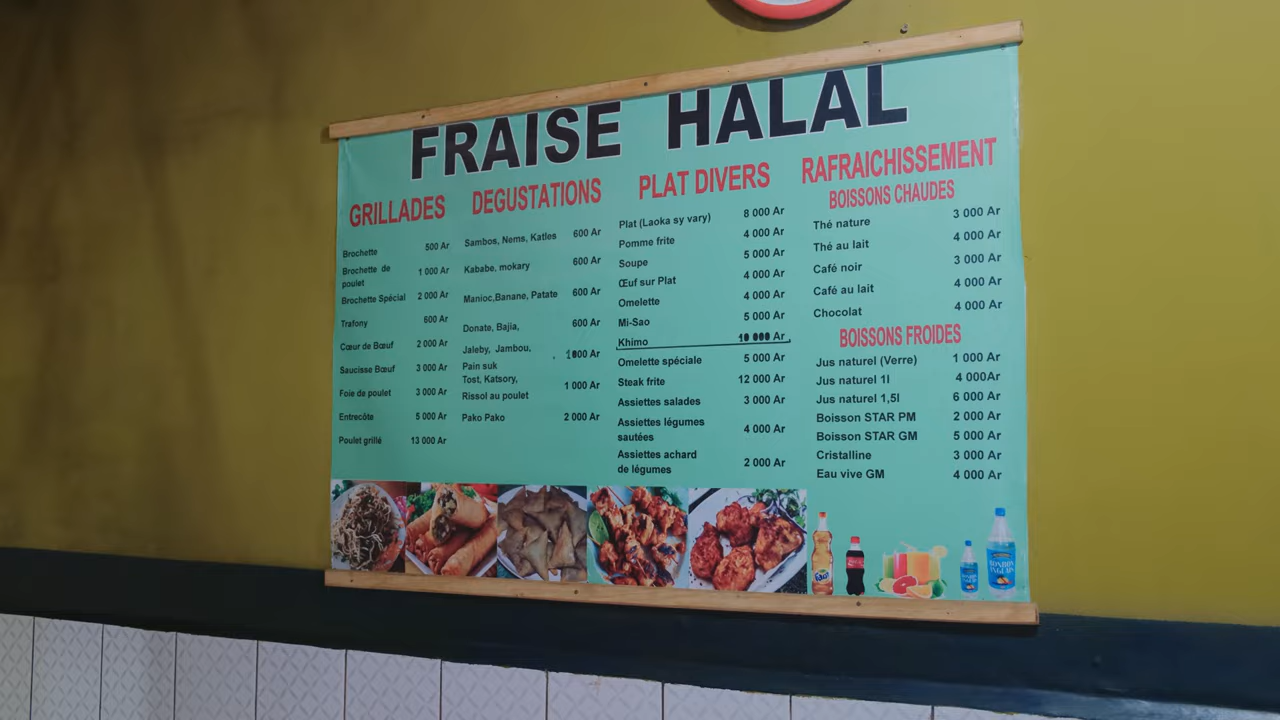 FRAISE HALAL
GRILLADES
Brochette 500 Ar
Brochette de
poulet 1 000 Ar
Brochette Spécial 2 000 Ar
Trafony 600 Ar
Cœur de Bœuf 2 000 Ar
Saucisse Bœuf 3 000 Ar
Foie de poulet 3 000 Ar
Entrecôte 5 000 Ar
Poulet grillé 13 000 Ar
DEGUSTATIONS
Sambos, Nems, Katles 600 Ar
Kababe, mokary 600 Ar
Manioc,Banane, Patate 600 Ar
Donate, Bajia, 600 Ar
Jaleby, Jambou, 1000 Ar
Pain suk
Tost, Katsory, 1 000 Ar
Rissol au poulet
Pako Pako 2 000 Ar
PLAT DIVERS
Plat (Laoka sy vary) 8 000 Ar
Pomme frite 4 000 Ar
Soupe 5 000 Ar
Œuf sur Plat 4 000 Ar
Omelette 4 000 Ar
Mi-Sao 5 000 Ar
Khimo 10 000 Ar
Omelette spéciale 5 000 Ar
Steak frite 12 000 Ar
Assiettes salades 3 000 Ar
Assiettes légumes
sautées 4 000 Ar
Assiettes achard
de légumes 2 000 Ar
RAFRAICHISSEMENT
BOISSONS CHAUDES
Thé nature 3 000 Ar
Thé au lait 4 000 Ar
Café noir 3 000 Ar
Café au lait 4 000 Ar
Chocolat 4 000 Ar
BOISSONS FROIDES
Jus naturel (Verre) 1 000 Ar
Jus naturel 1l 4 000Ar
Jus naturel 1,5l 6 000 Ar
Boisson STAR PM 2 000 Ar
Boisson STAR GM 5 000 Ar
Cristalline 3 000 Ar
Eau vive GM 4 000 Ar
Fanta
BONBON
ANGLAIS